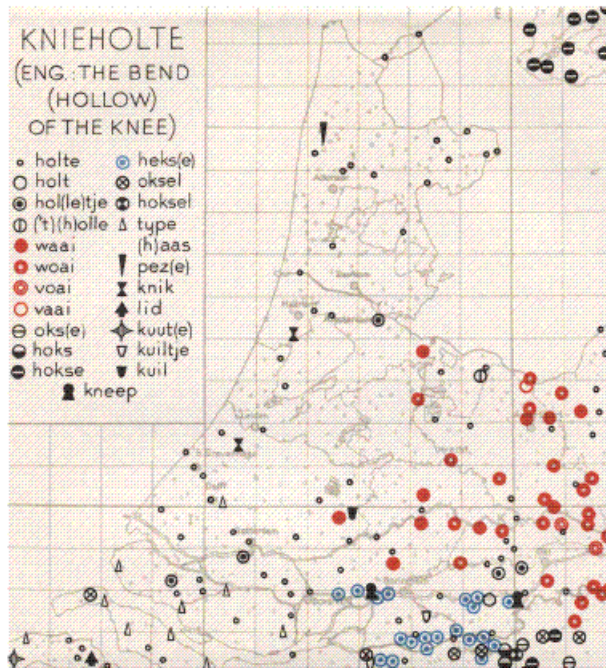 KNIEHOLTE
(ENG.: THE BEND
(HOLLOW)
OF THE KNEE)
holte
holt
hol(le)tje
('t)(h)olle
waai
woai
voai
vaai
oks(e)
hoks
hokse
heks(e)
oksel
hoksel
type
(h)aas
pez(e)
knik
lid
kuut(e)
kuiltje
kuil
kneep